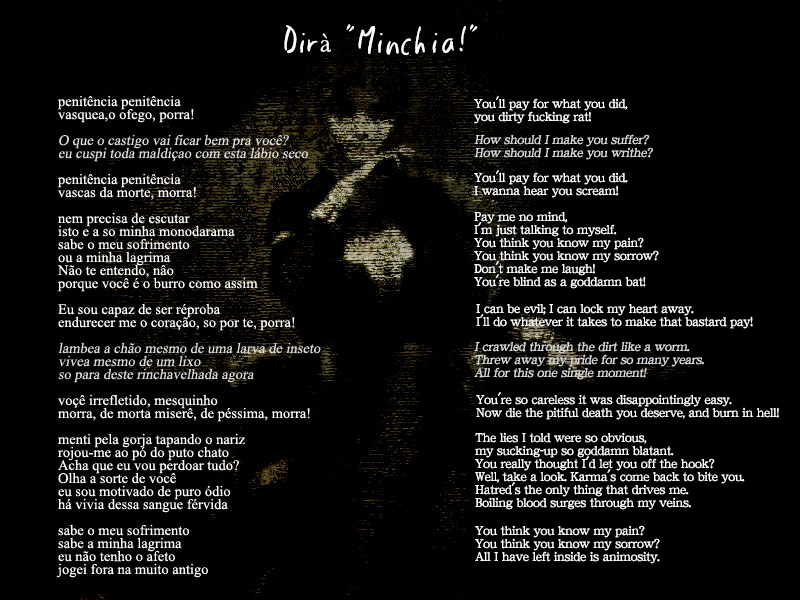 Dirà "Minchia!"
penitência penitência
vasquea,o ofego, porra!
O que o castigo vai ficar bem pra você?
eu cuspi toda maldiçao com esta lábio seco
penitência penitência
vascas da morte, morra!
nem precisa de escutar
isto e a so minha monodarama
sabe o meu sofrimento
ou a minha lagrima
Não te entendo, nâo
porque você é o burro como assim
Eu sou capaz de ser réproba
endurecer me o coração, so por te, porra!
lambea a chão mesmo de uma larva de inseto
vivea mesmo de um lixo
so para deste rinchavelhada agora
voçê irrefletido, mesquinho
morra, de morta miserê, de péssima, morra!
menti pela gorja tapando o nariz
rojou-me ao pó do puto chato
Acha que eu vou perdoar tudo?
Olha a sorte de você
eu sou motivado de puro ódio
há vivia dessa sangue férvida
sabe o meu sofrimento
sabe a minha lagrima
eu não tenho o afeto
jogei fora na muito antigo
You'll pay for what you did,
you dirty fucking rat!
How should I make you suffer?
How should I make you writhe?
You'll pay for what you did.
I wanna hear you scream!
Pay me no mind,
I'm just talking to myself.
You think you know my pain?
You think you know my sorrow?
Don't make me laugh!
You're blind as a goddamn bat!
I can be evil; I can lock my heart away.
I'll do whatever it takes to make that bastard pay!
I crawled through the dirt like a worm.
Threw away my pride for so many years.
All for this one single moment!
You're so careless it was disappointingly easy.
Now die the pitiful death you deserve, and burn in hell!
The lies I told were so obvious,
my sucking-up so goddamn blatant.
You really thought I'd let you off the hook?
Well, take a look. Karma's come back to bite you.
Hatred's the only thing that drives me.
Boiling blood surges through my veins.
You think you know my pain?
You think you know my sorrow?
All I have left inside is animosity.